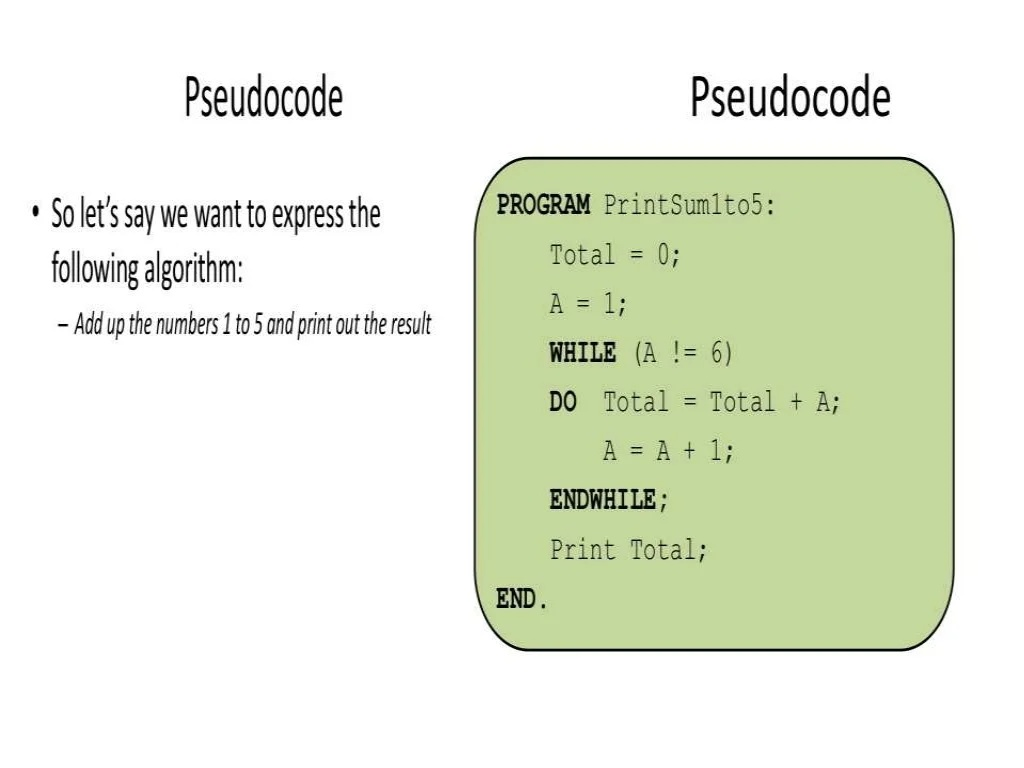 Pseudocode
• So let's say we want to express the
following algorithm:
– Add up the numbers 1 to 5 and print out the result
Pseudocode
PROGRAM PrintSum1to5:
Total = 0;
A = 1;
WHILE (A != 6)
DO Total = Total + A;
A = A + 1;
ENDWHILE;
Print Total;
END.